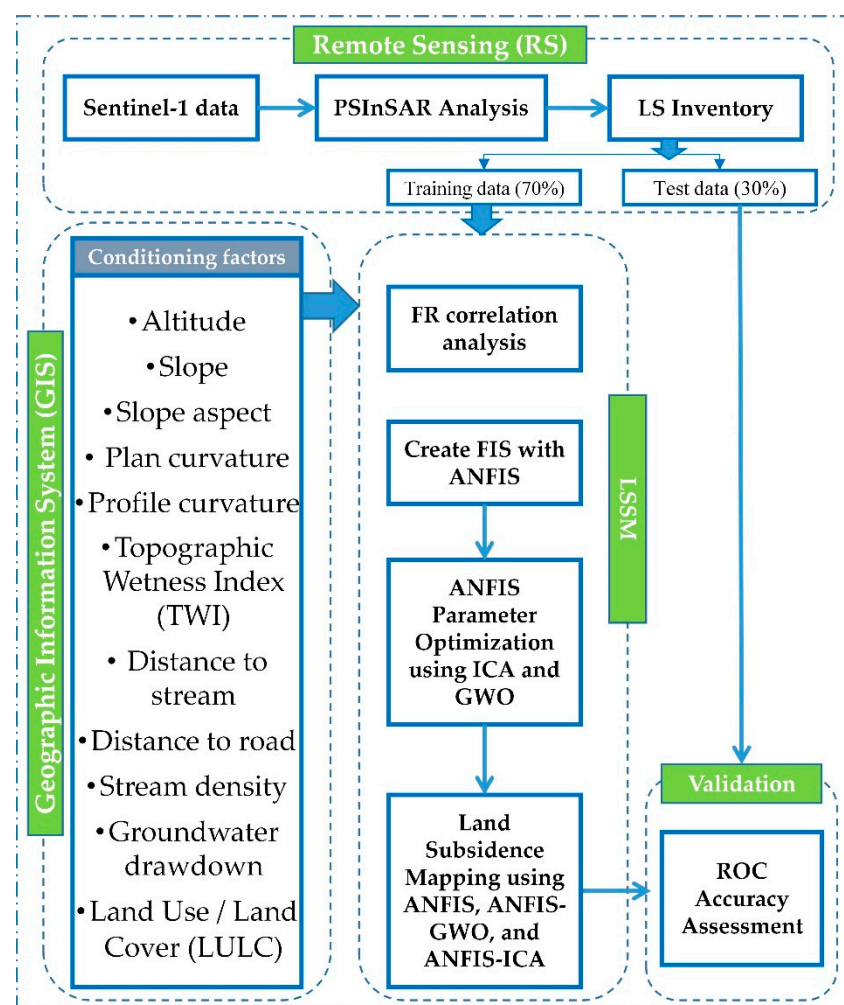 Remote Sensing (RS)
Sentinel-1 data
PSInSAR Analysis
LS Inventory
Training data (70%)
Test data (30%)
Geographic Information System (GIS)
Conditioning factors
•Altitude
•Slope
•Slope aspect
• Plan curvature
•Profile curvature
•Topographic
Wetness Index
(TWI)
• Distance to
stream
•Distance to road
•Stream density
•Groundwater
drawdown
•Land Use / Land
Cover (LULC)
FR correlation
analysis
Create FIS with
ANFIS
ANFIS
Parameter
Optimization
using ICA and
GWO
Land
Subsidence
Mapping using
ANFIS, ANFIS-
GWO, and
ANFIS-ICA
LSSM
Validation
ROC
Accuracy
Assessment